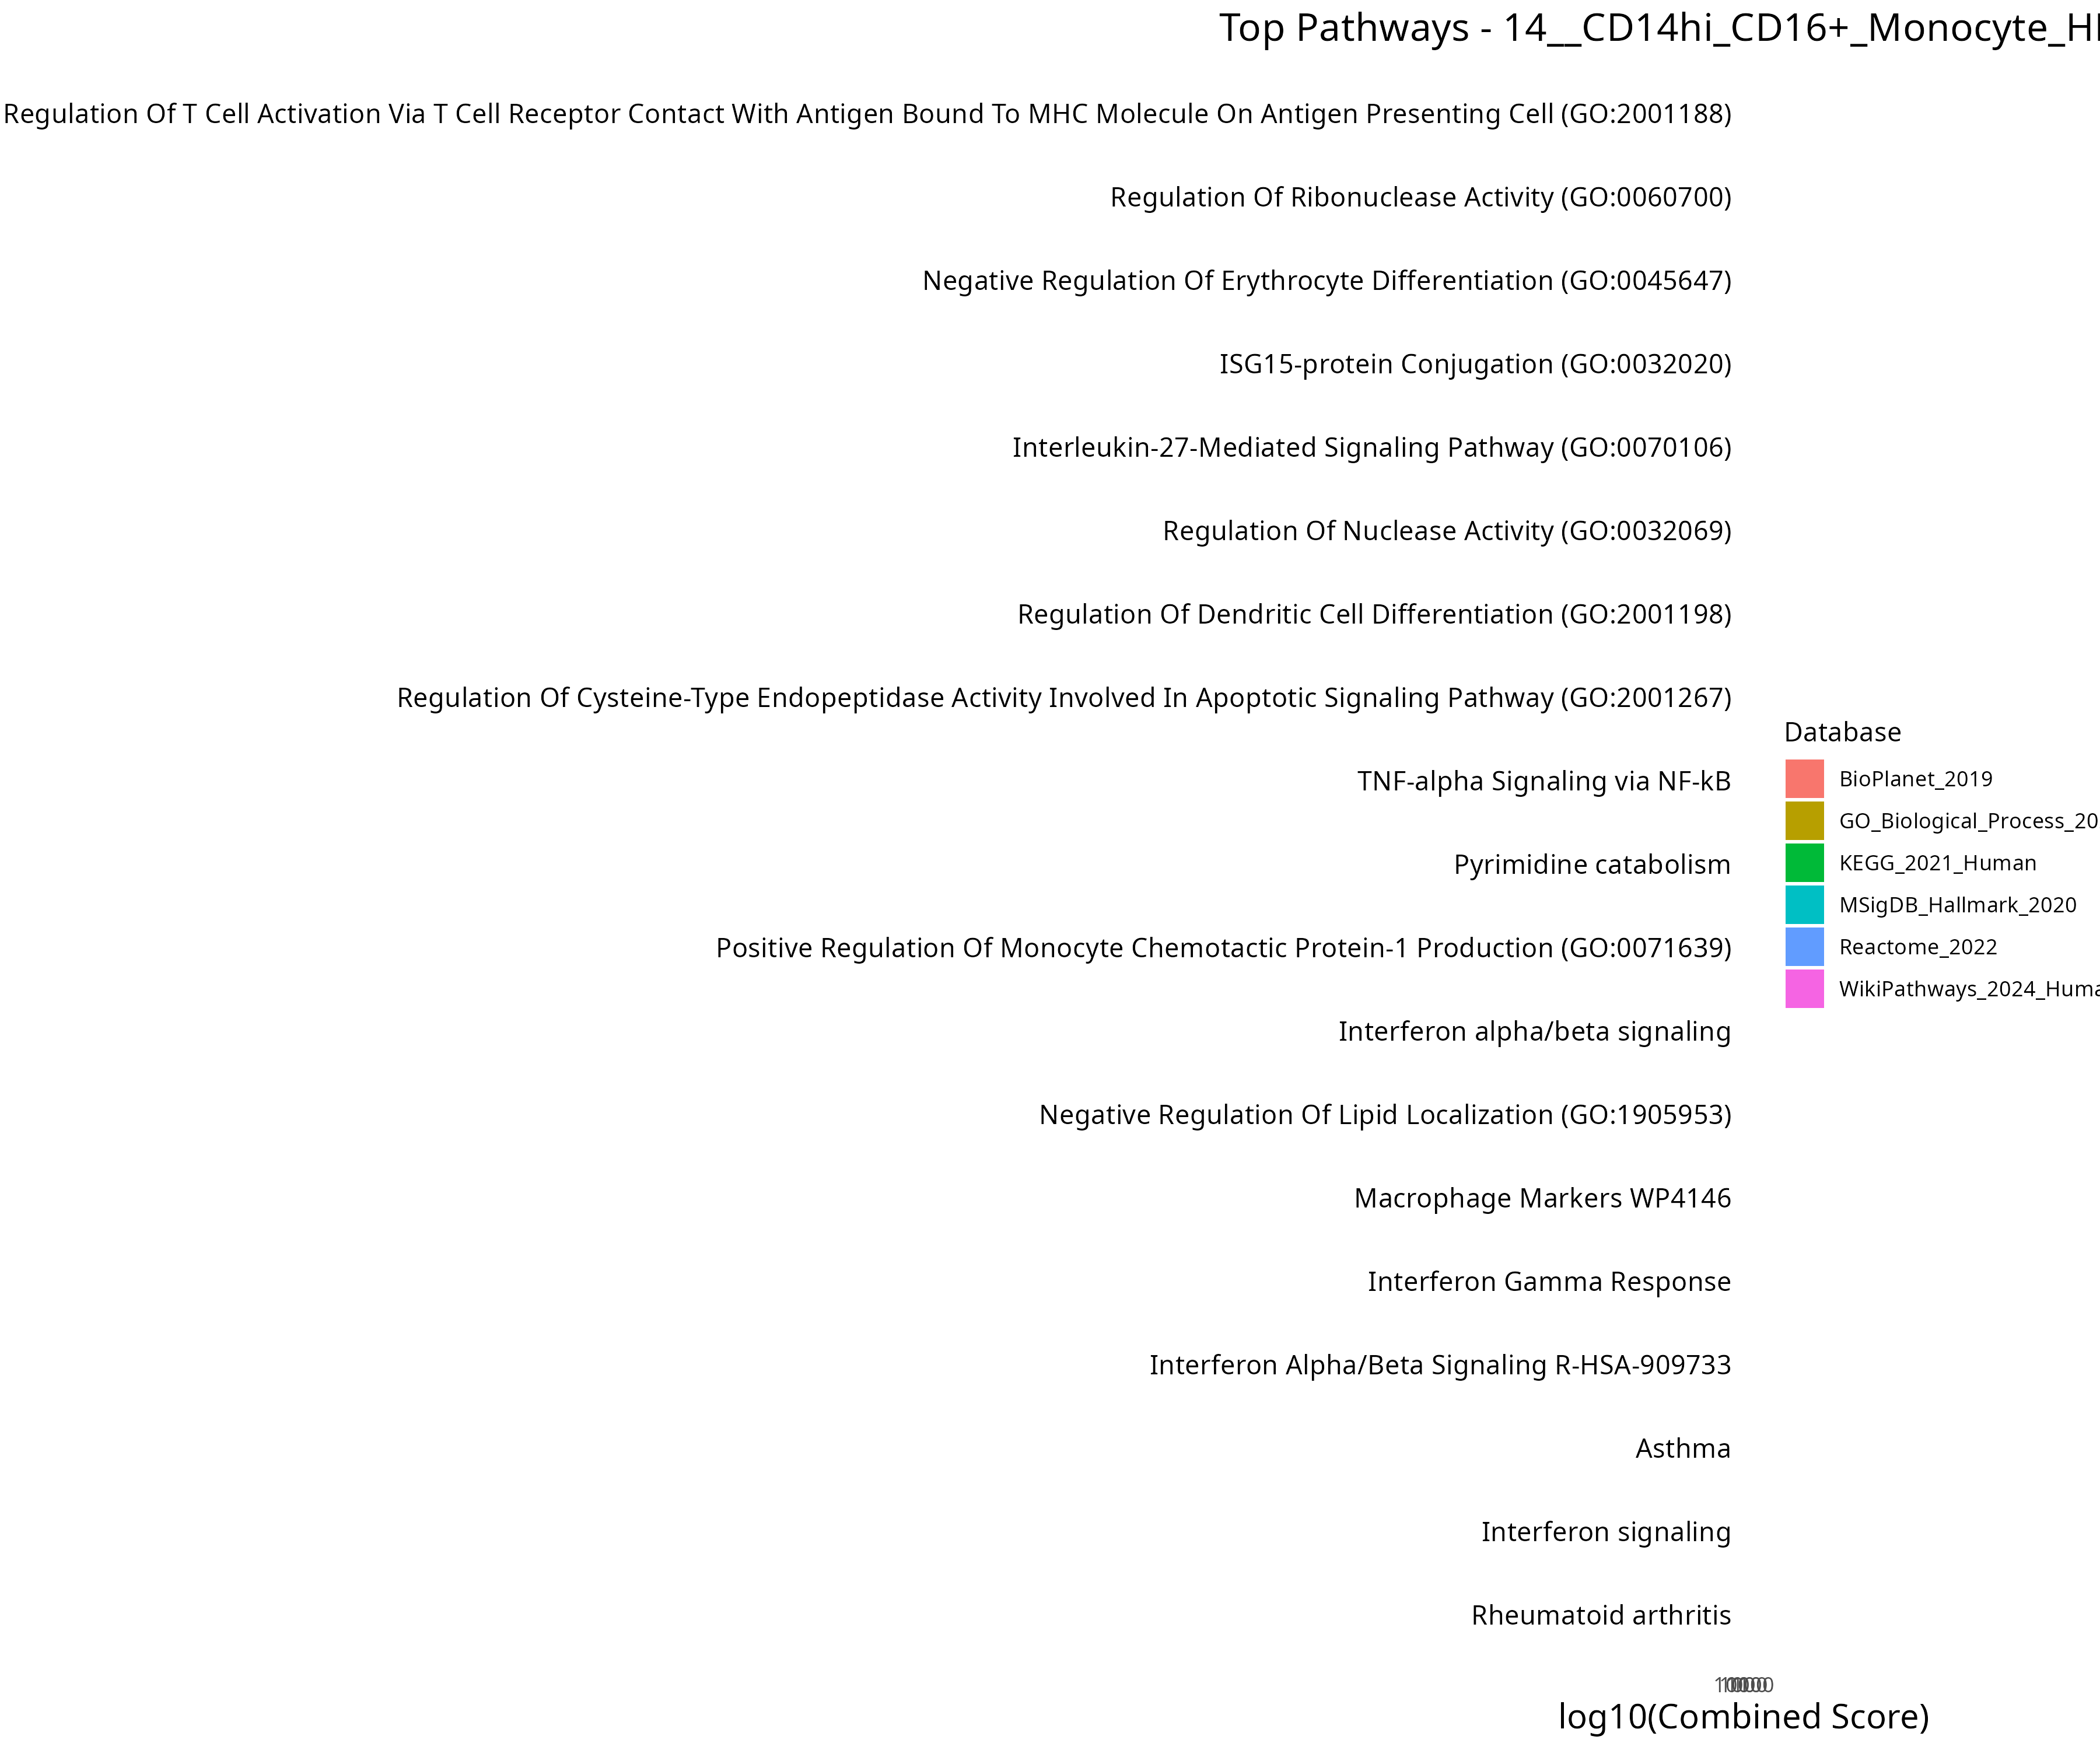 Top Pathways - 14__CD14hi_CD16+_Monocyte_H
Regulation Of T Cell Activation Via T Cell Receptor Contact With Antigen Bound To MHC Molecule On Antigen Presenting Cell (GO:2001188)
Regulation Of Ribonuclease Activity (GO:0060700)
Negative Regulation Of Erythrocyte Differentiation (GO:0045647)
ISG15-protein Conjugation (GO:0032020)
Interleukin-27-Mediated Signaling Pathway (GO:0070106)
Regulation Of Nuclease Activity (GO:0032069)
Regulation Of Dendritic Cell Differentiation (GO:2001198)
Regulation Of Cysteine-Type Endopeptidase Activity Involved In Apoptotic Signaling Pathway (GO:2001267)
TNF-alpha Signaling via NF-kB
Pyrimidine catabolism
Positive Regulation Of Monocyte Chemotactic Protein-1 Production (GO:0071639)
Interferon alpha/beta signaling
Negative Regulation Of Lipid Localization (GO:1905953)
Macrophage Markers WP4146
Interferon Gamma Response
Interferon Alpha/Beta Signaling R-HSA-909733
Asthma
Interferon signaling
Rheumatoid arthritis
log10(Combined Score)
Database
BioPlanet_2019
GO_Biological_Process_20
KEGG_2021_Human
MSigDB_Hallmark_2020
Reactome_2022
WikiPathways_2024_Huma